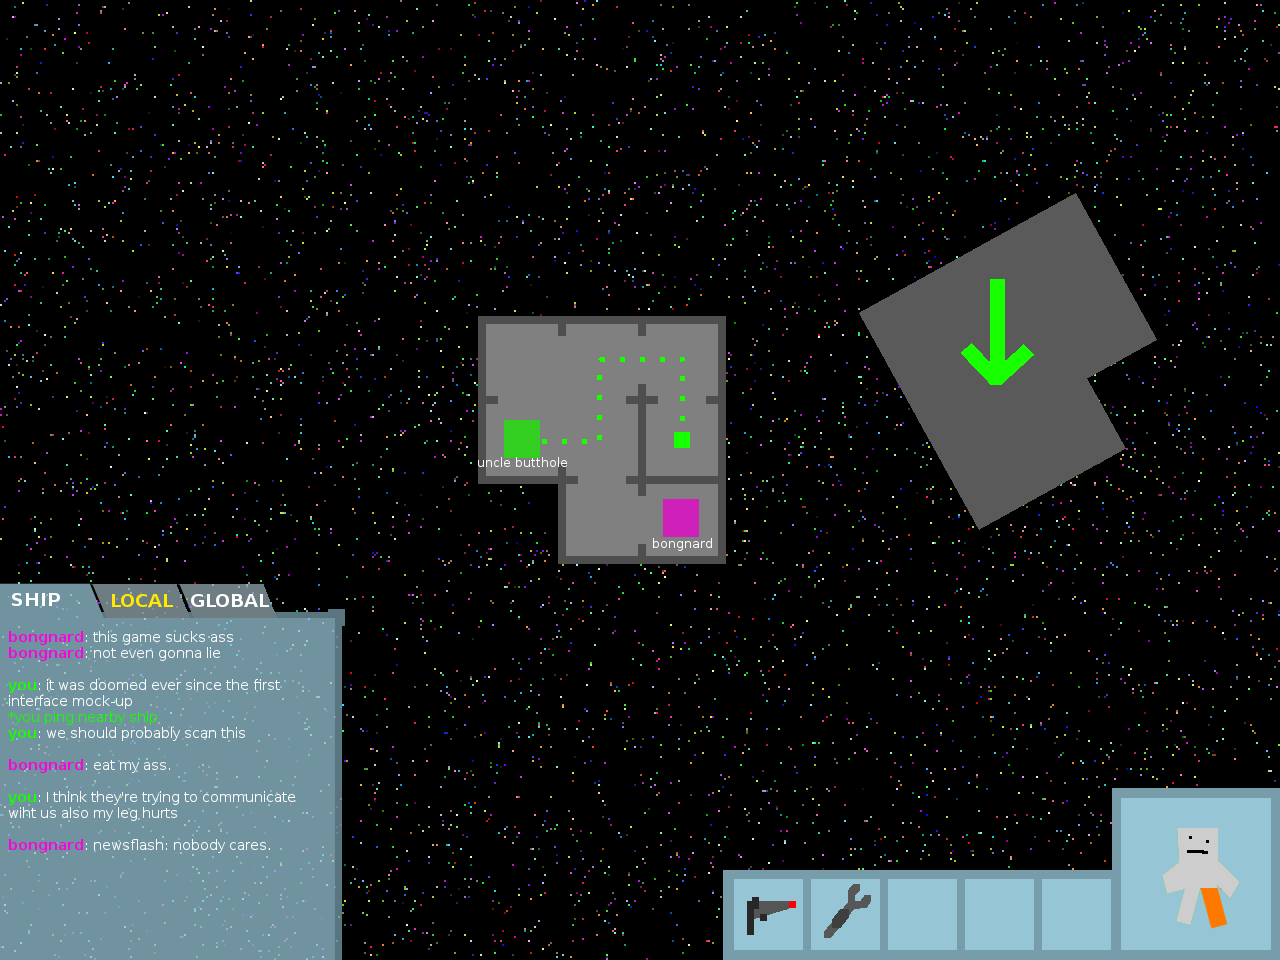 uncle butthole
bongnard
SHIP LOCAL GLOBAL
bongnard: this game sucks ass
bongnard: not even gonna lie
you: it was doomed ever since the first
interface mock-up
*you ping nearby ship.
you: we should probably scan this
bongnard: eat my ass.
you: I think they're trying to communicate
wiht us also my leg hurts
bongnard: newsflash: nobody cares.